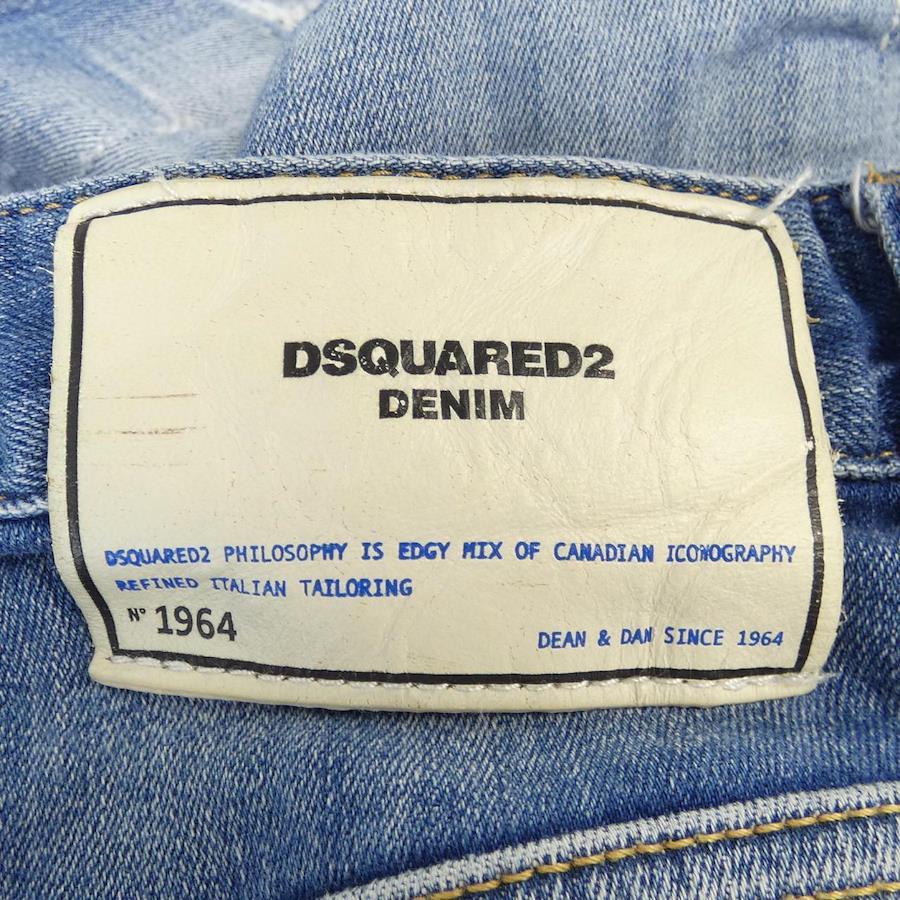 DSQUARED2
DENIM
DSQUARED2 PHILOSOPHY IS EDGY MIX OF CANADIAN ICONOGRAPHY
REFINED ITALIAN TAILORING
N° 1964
DEAN & DAN SINCE 1964